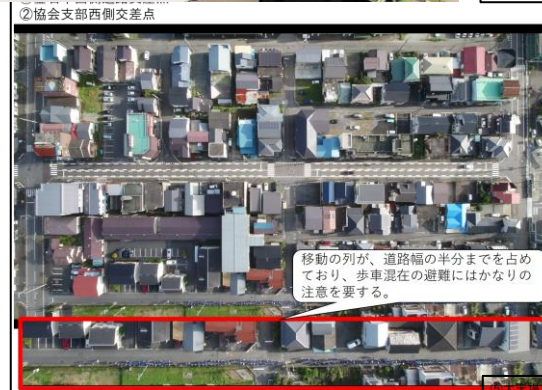 ②協会支部西側交差点
移動の列が、道路幅の半分までを占め
ており、歩車混在の避難にはかなりの
注意を要する。